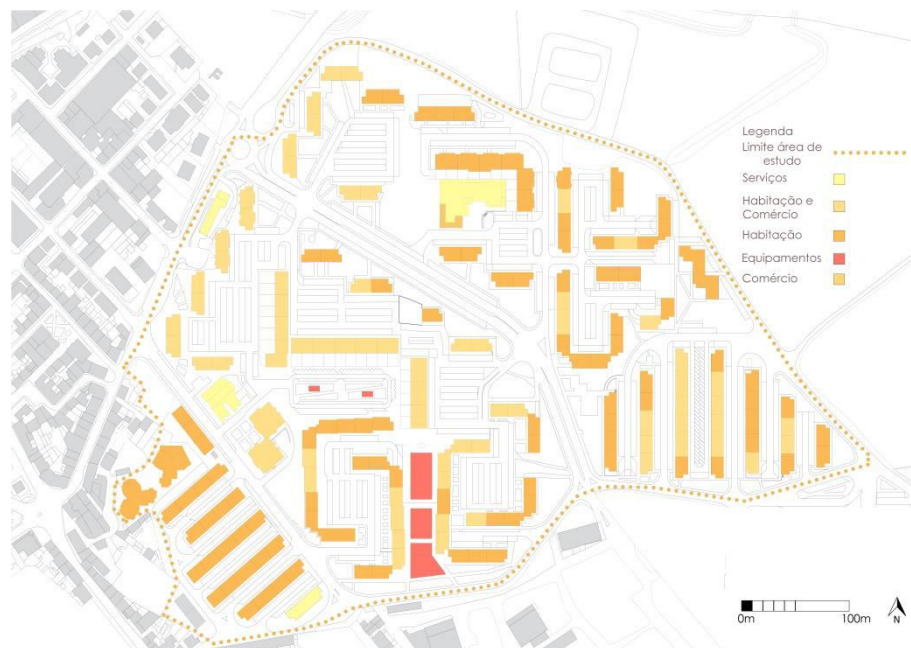 Legenda
Limite área de
estudo
Serviços
Habitação e
Comércio
Habitação
Equipamentos
Comércio
0m 100m
N